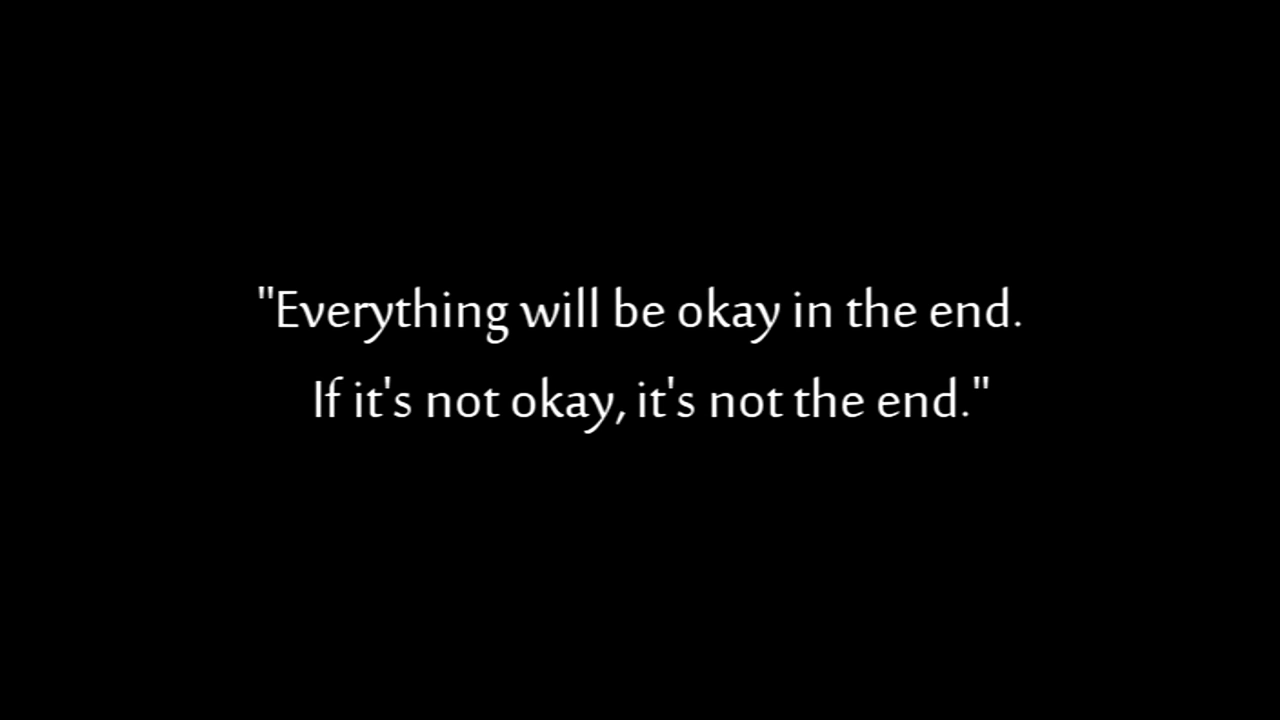 "Everything will be okay in the end.
If it's not okay, it's not the end."